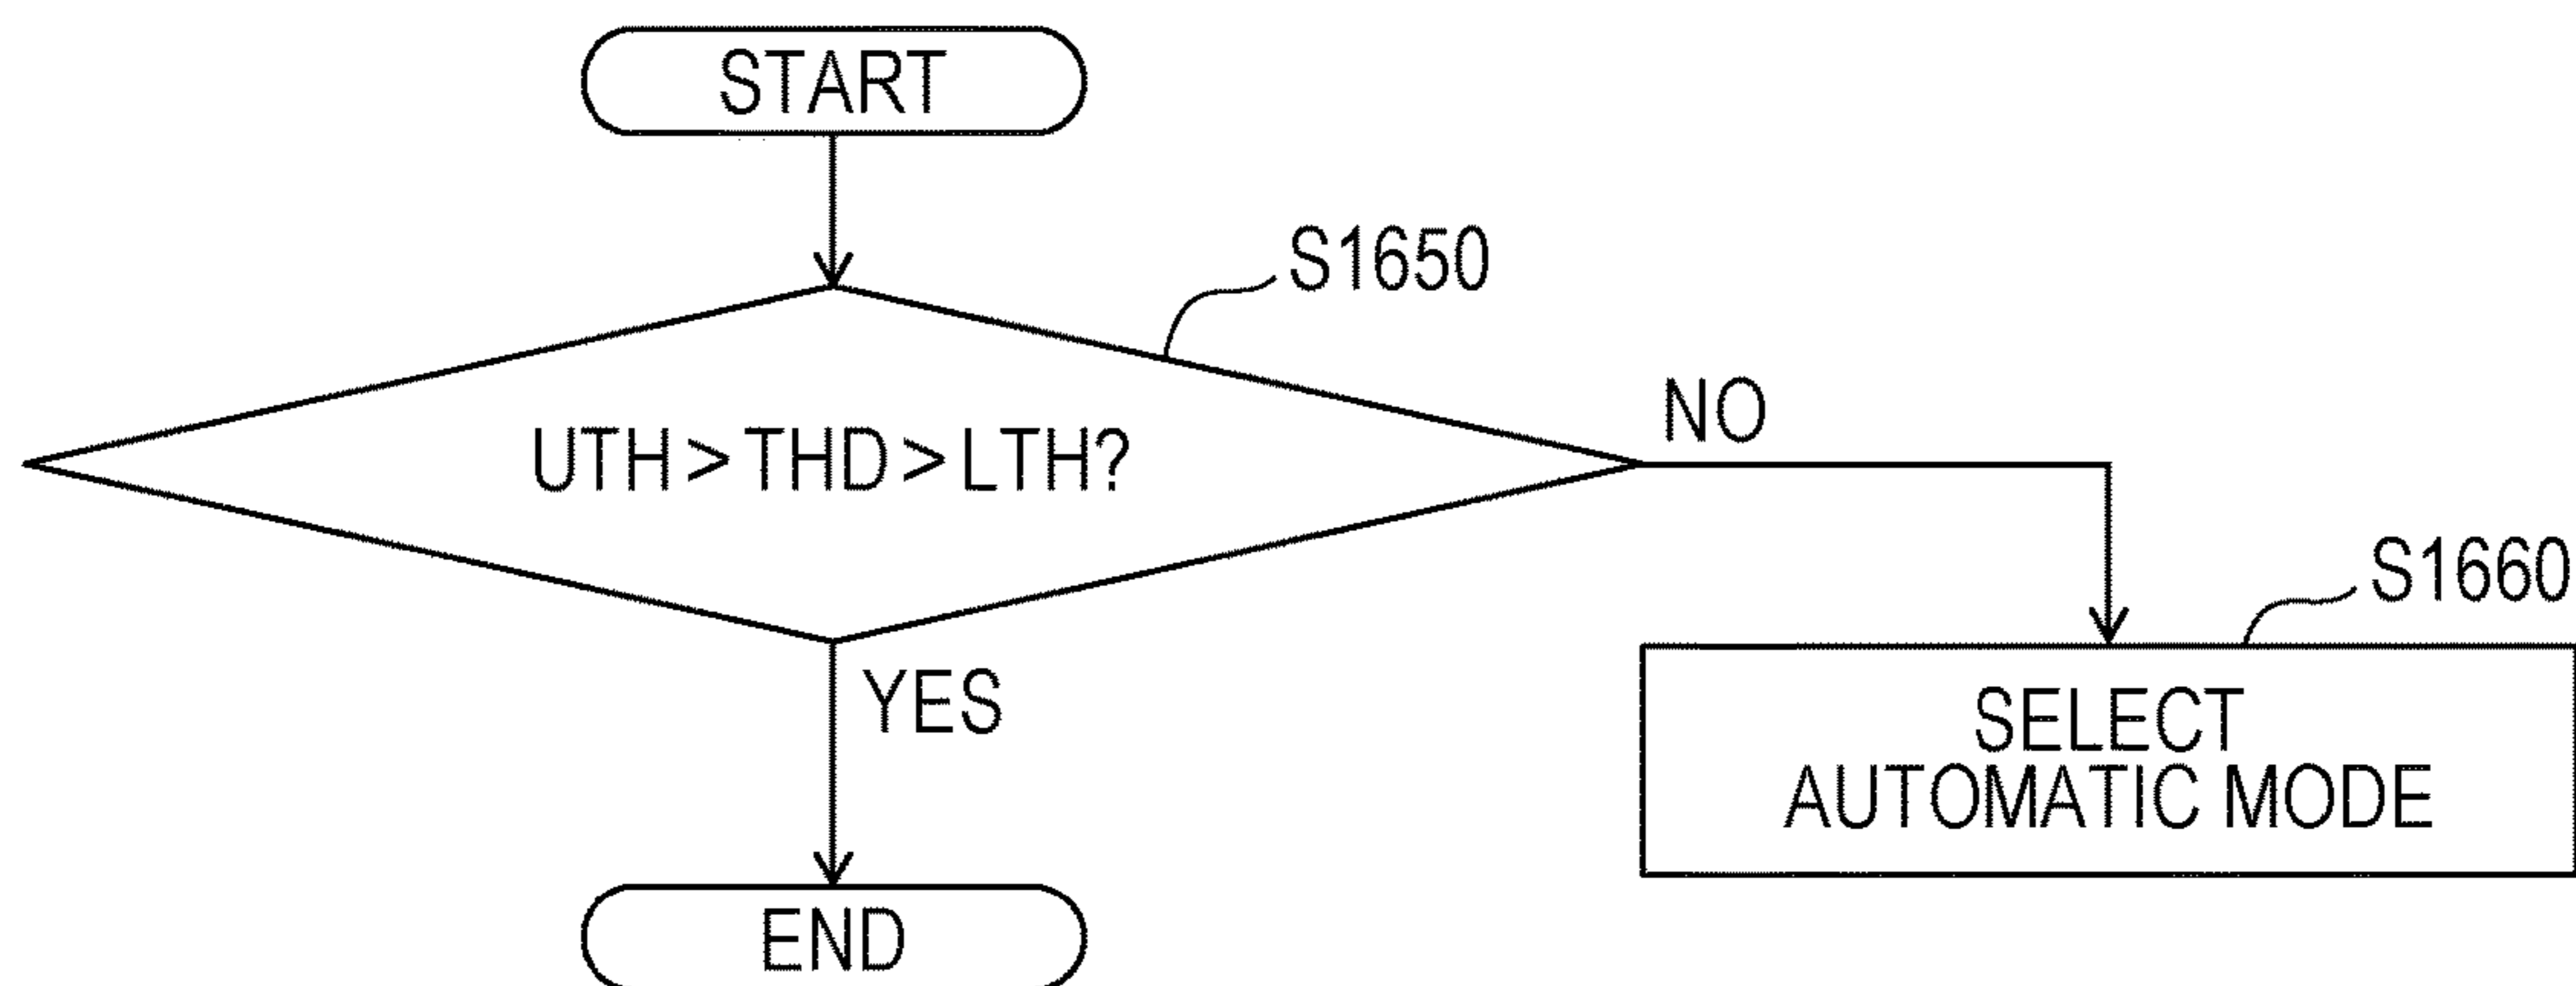 START
S1650
UTH > THD > LTH?
NO
S1660
SELECT
AUTOMATIC MODE
YES
END